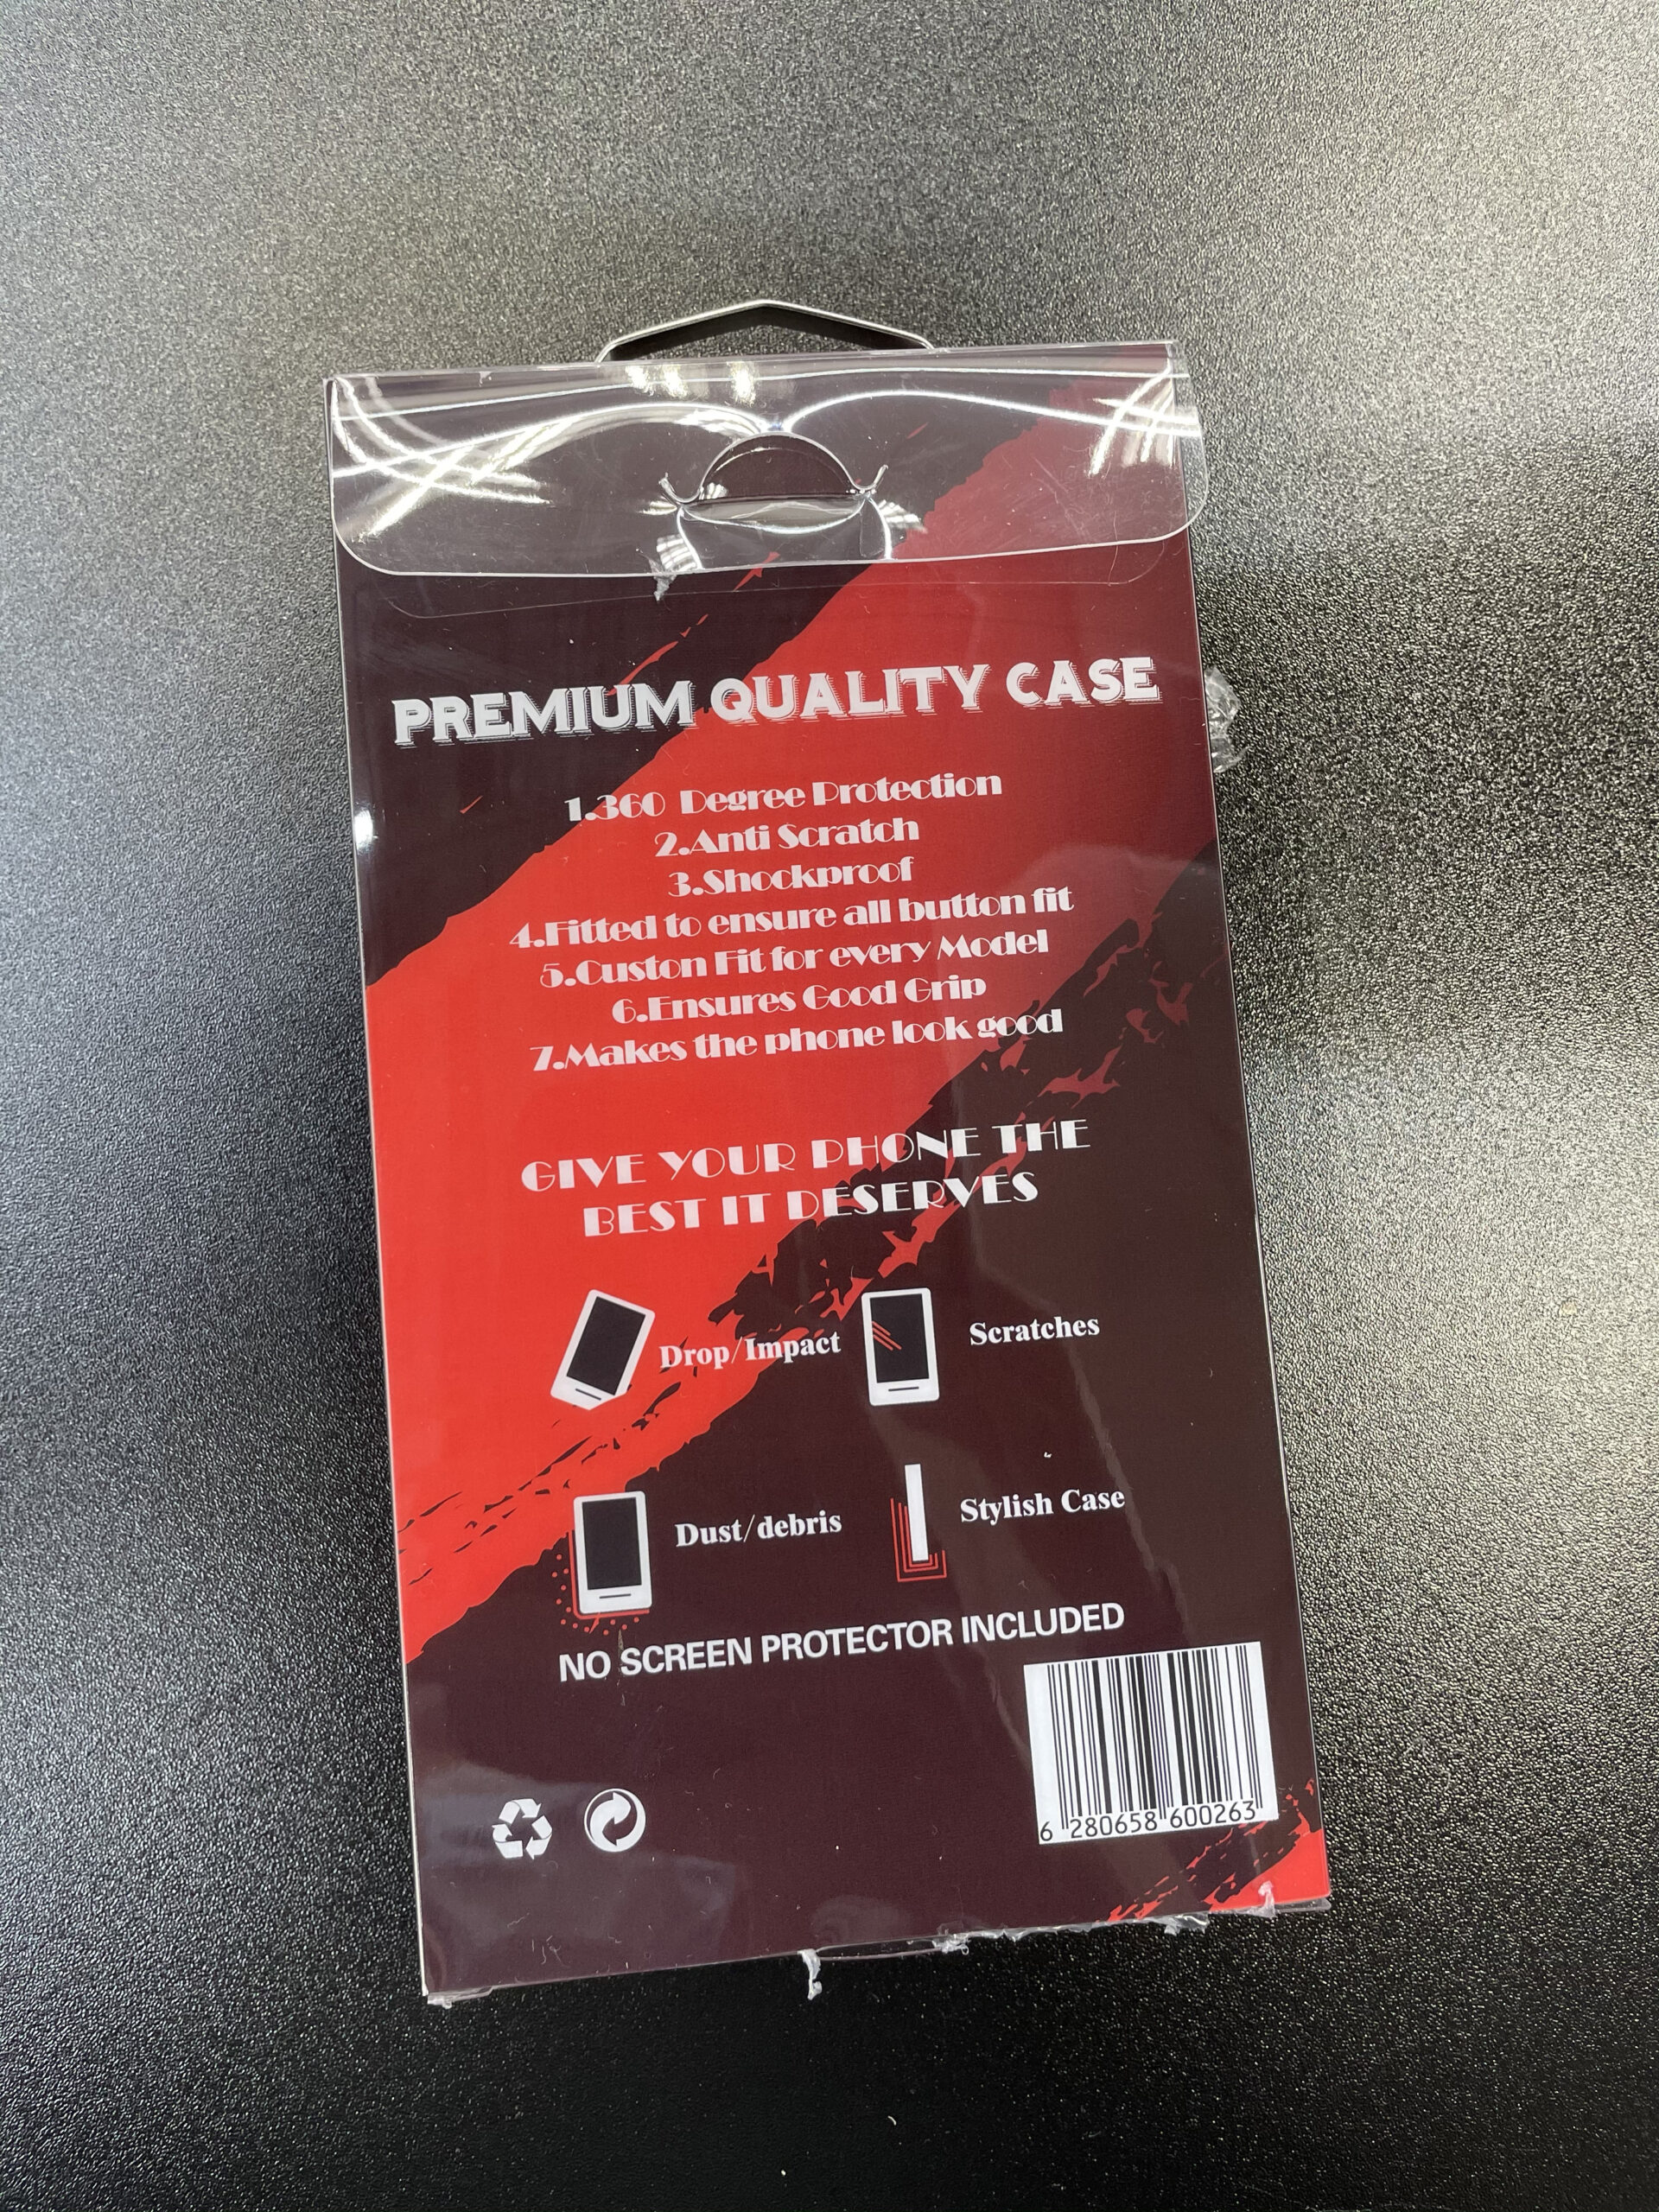 PREMIUM QUALITY CASE
1.360 Degree Protection
2.Anti Scratch
3.Shockproof
4.Fitted to ensure all button fit
5.Custon Fit for every Model
6.Ensures Good Grip
7.Makes the phone look good
GIVE YOUR PHONE THE
BEST IT DESERVES
Drop/Impact
Scratches
Dust/debris
Stylish Case
NO SCREEN PROTECTOR INCLUDED
6 280658 600263